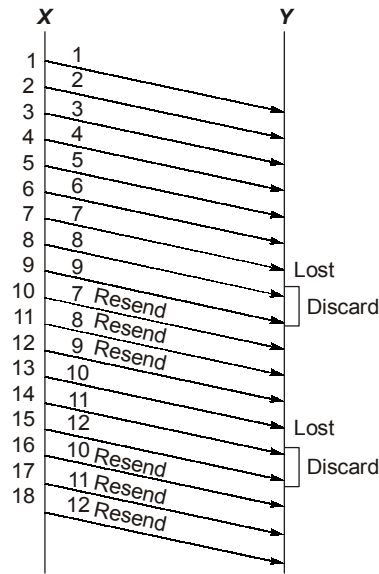 X Y
1 1
2 2
3 3
4 4
5 5
6 6
7 7
8 8 Lost
9 9
10 7 Resend Discard
11 8 Resend
12 9 Resend
13 10
14 11 Lost
15 12
16 10 Resend Discard
17 11 Resend
18 12 Resend